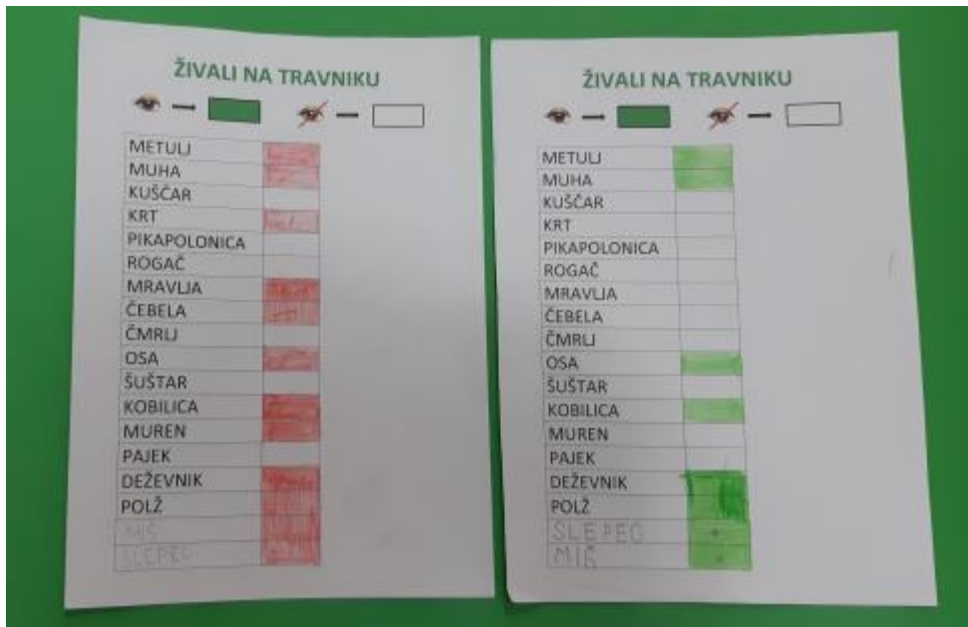 ŽIVALI NA TRAVNIKU
METULJ
MUHA
KUŠČAR
KRT
PIKAPOLONICA
ROGAČ
MRAVLJA
ČEBELA
ČMRLJ
OSA
ŠUŠTAR
KOBILICA
MUREN
PAJEK
DEŽEVNIK
POLŽ
MIŠ
SLEPEC
ŽIVALI NA TRAVNIKU
METULJ
MUHA
KUŠČAR
KRT
PIKAPOLONICA
ROGAČ
MRAVLJA
ČEBELA
ČMRLJ
OSA
ŠUŠTAR
KOBILICA
MUREN
PAJEK
DEŽEVNIK
POLŽ
SLEPEC
MIŠ